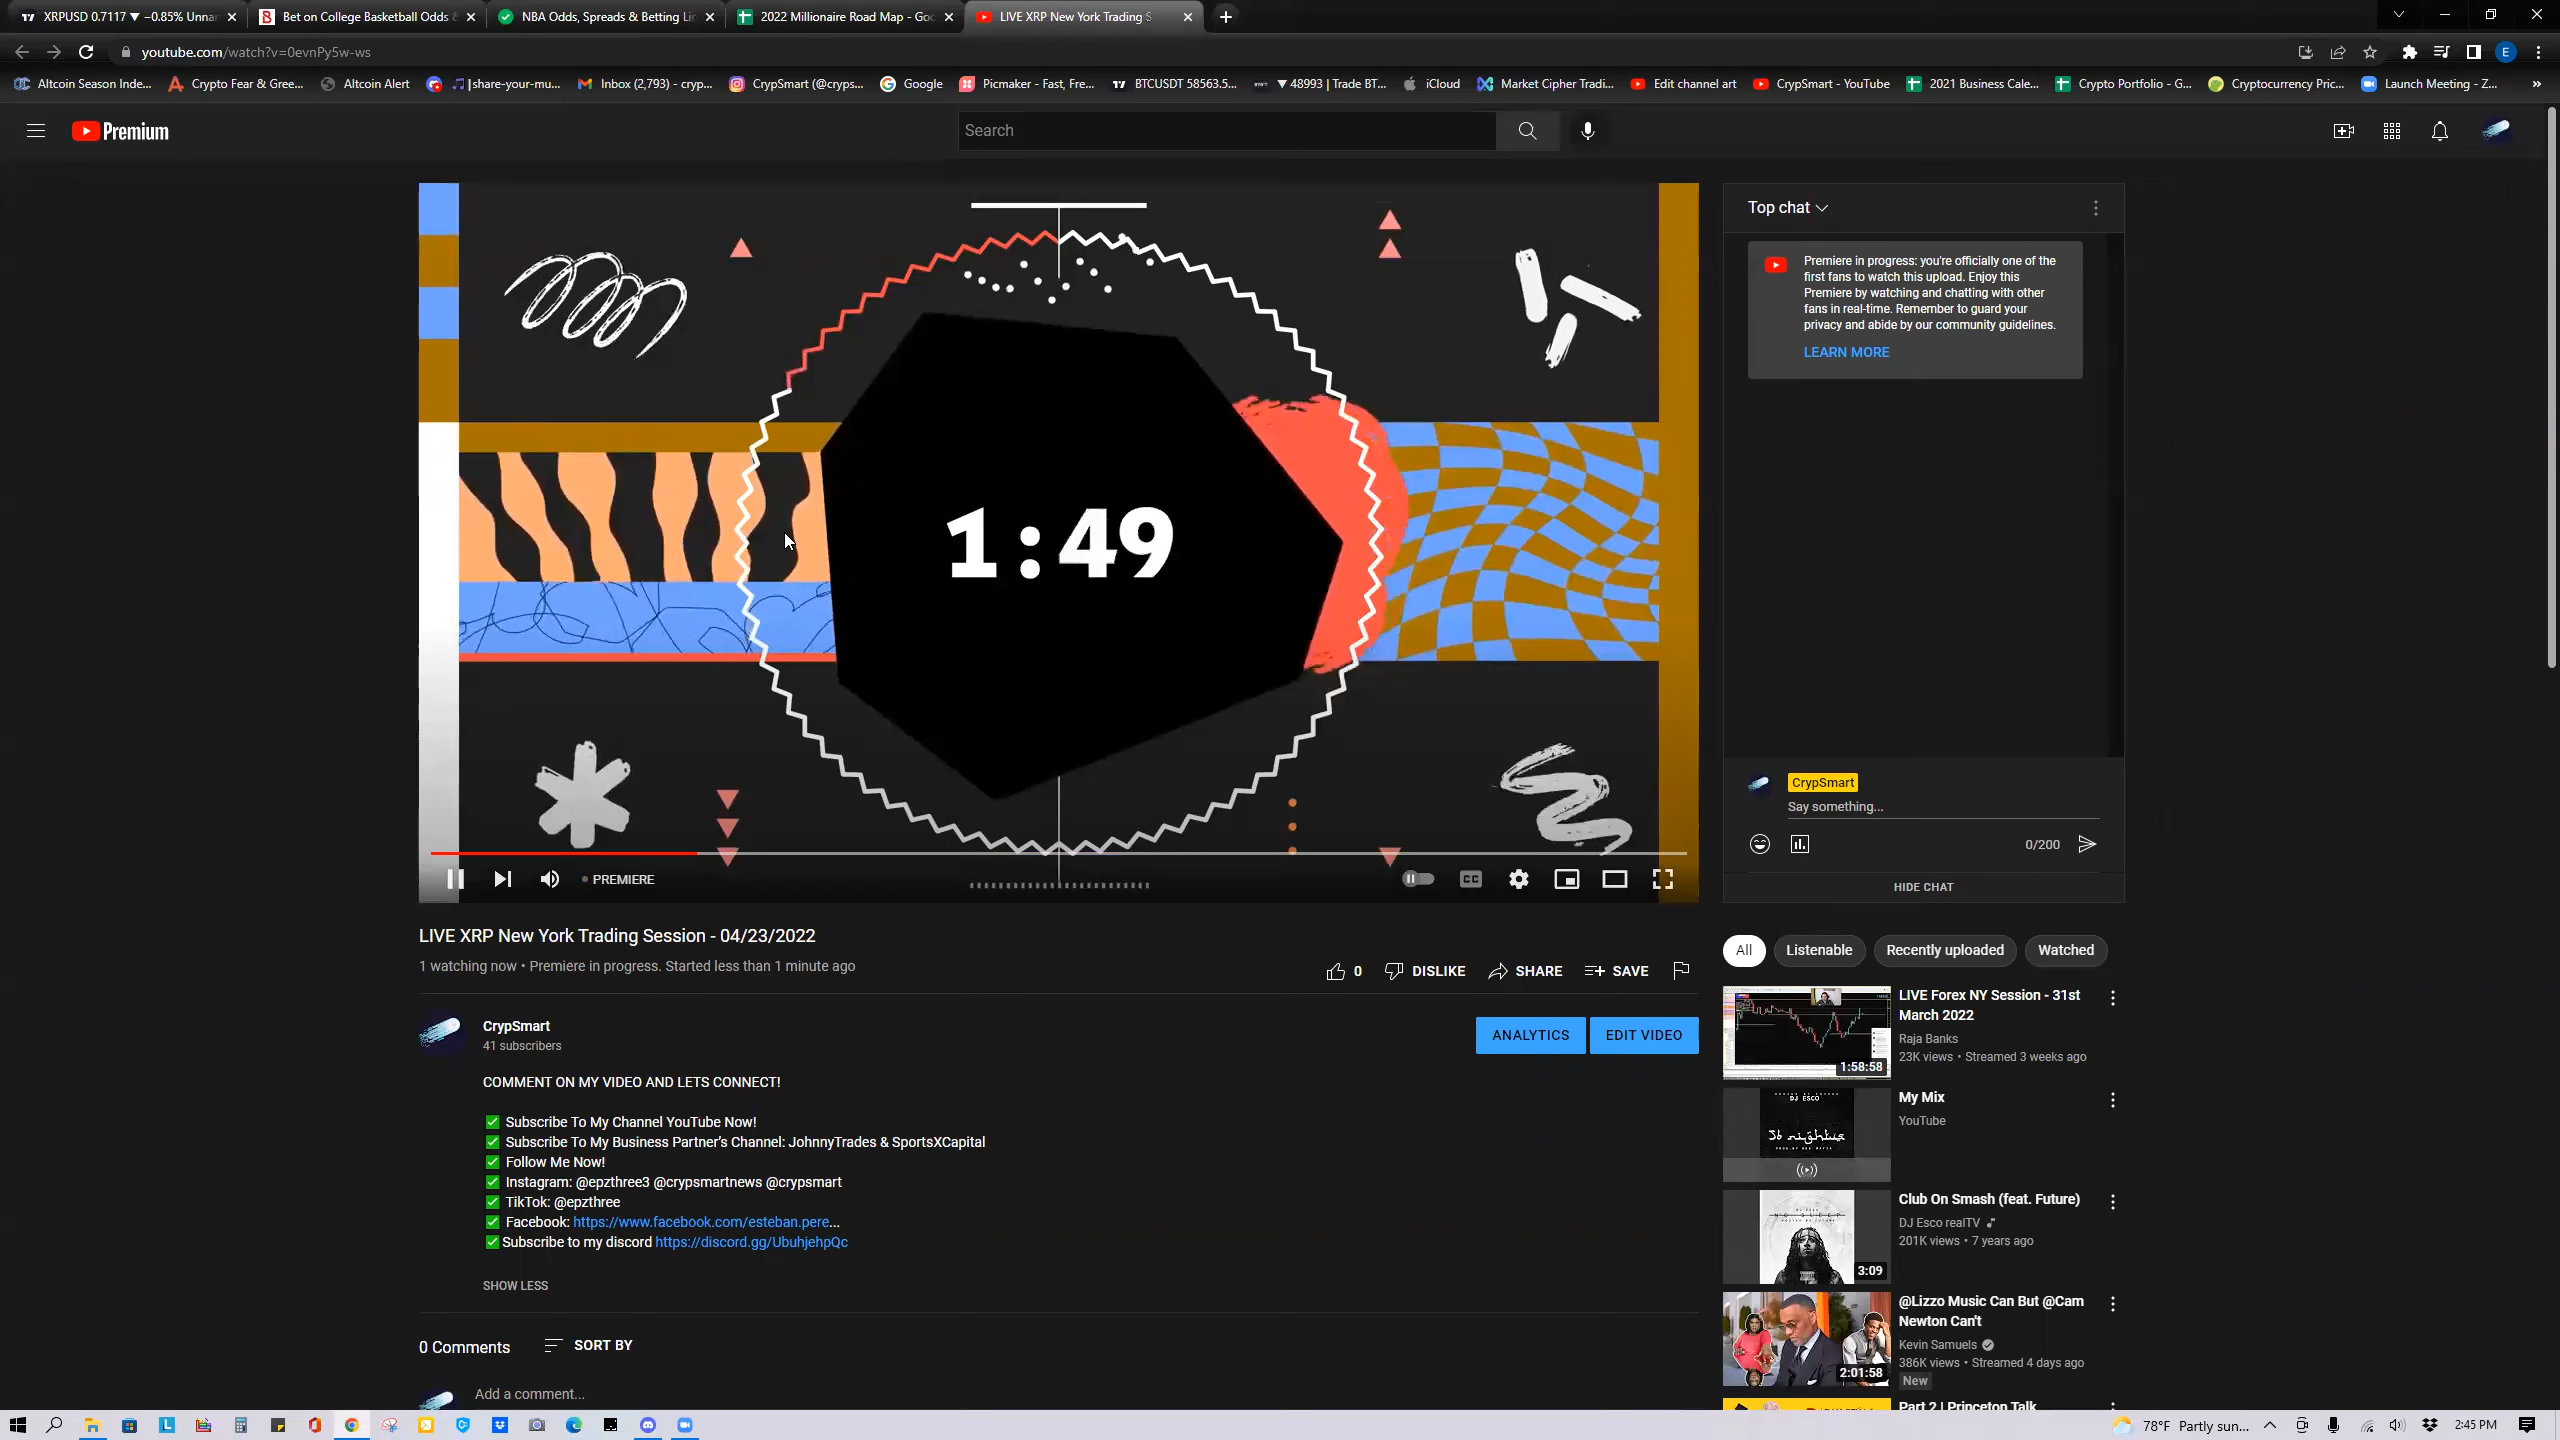 XRPUSD 0.7117 ▼ −0.85% Unna
Bet on College Basketball Odds &
NBA Odds, Spreads & Betting Li
2022 Millionaire Road Map - Goo
LIVE XRP New York Trading S
youtube.com/watch?v=0evnPy5w-ws
E
Altcoin Season Inde...
Crypto Fear & Gree...
Altcoin Alert
share-your-mu...
Inbox (2,793) - cryp...
CrypSmart (@cryps...
Google
Picmaker - Fast, Fre...
BTCUSDT 58563.5...
▼ 48993 | Trade BT...
iCloud
Market Cipher Tradi...
Edit channel art
CrypSmart - YouTube
2021 Business Cale...
Crypto Portfolio - G...
Cryptocurrency Pric...
Launch Meeting - Z...
»
Premium
Search
1:49
PREMIERE
CC
Top chat
Premiere in progress: you're officially one of the
first fans to watch this upload. Enjoy this
Premiere by watching and chatting with other
fans in real-time. Remember to guard your
privacy and abide by our community guidelines.
LEARN MORE
CrypSmart
Say something...
0/200
HIDE CHAT
LIVE XRP New York Trading Session - 04/23/2022
1 watching now • Premiere in progress. Started less than 1 minute ago
0 DISLIKE SHARE SAVE
CrypSmart
41 subscribers
ANALYTICS
EDIT VIDEO
COMMENT ON MY VIDEO AND LETS CONNECT!
✅ Subscribe To My Channel YouTube Now!
✅ Subscribe To My Business Partner's Channel: JohnnyTrades & SportsXCapital
✅ Follow Me Now!
✅ Instagram: @epzthree3 @crypsmartnews @crypsmart
✅ TikTok: @epzthree
✅ Facebook: https://www.facebook.com/esteban.pere...
✅ Subscribe to my discord https://discord.gg/UbuhjehpQc
SHOW LESS
0 Comments
SORT BY
Add a comment...
All
Listenable
Recently uploaded
Watched
LIVE Forex NY Session - 31st
March 2022
Raja Banks
23K views • Streamed 3 weeks ago
1:58:58
My Mix
YouTube
DJ ESCO
56 nights
Club On Smash (feat. Future)
DJ Esco realTV
201K views • 7 years ago
NO SLEEP
3:09
@Lizzo Music Can But @Cam
Newton Can't
Kevin Samuels
386K views • Streamed 4 days ago
New
2:01:58
Part 2 | Princeton Talk
78°F Partly sun...
2:45 PM